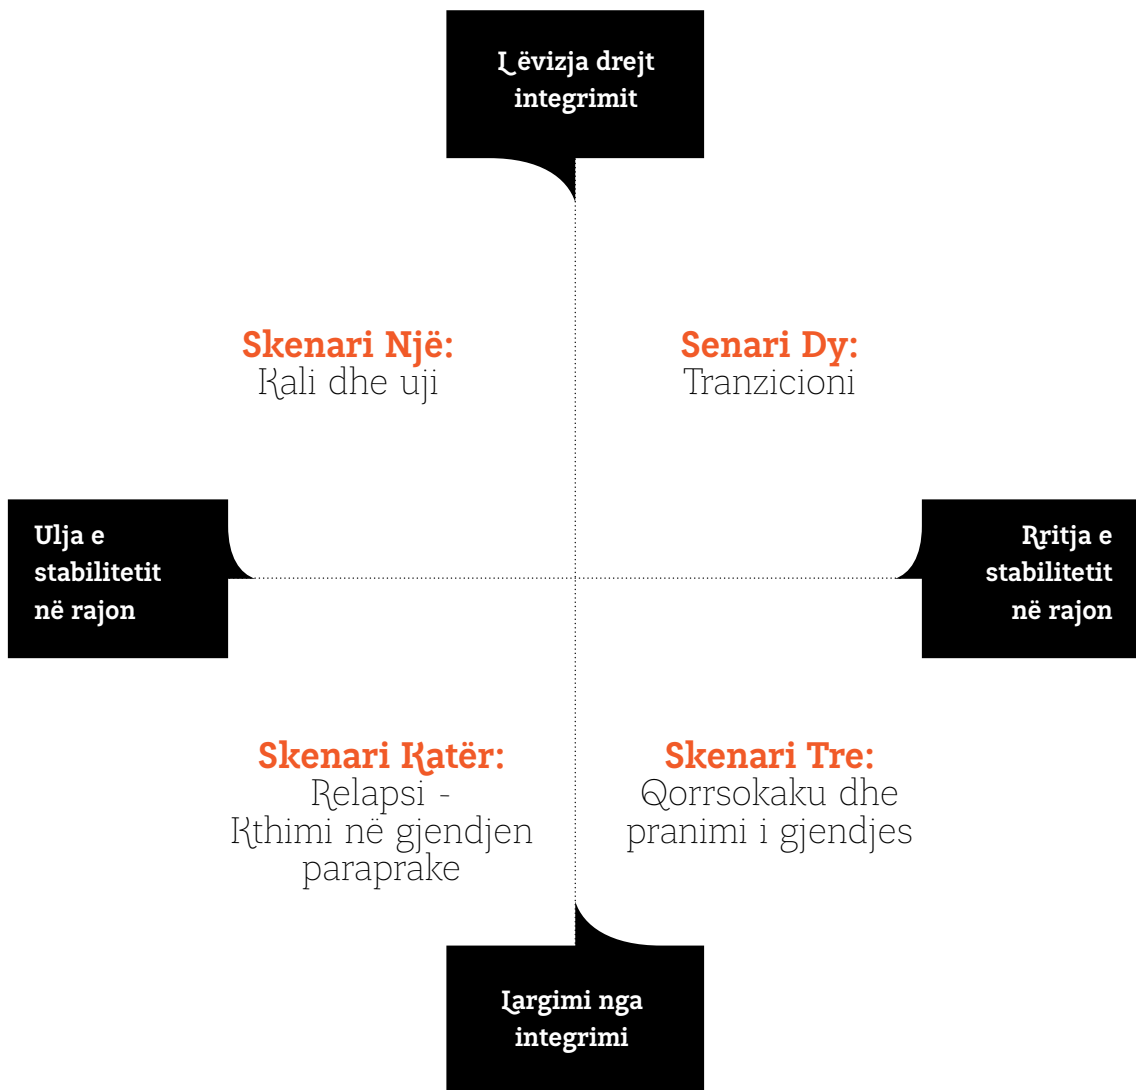 Lëvizja drejt
integrimit
Skenari Një:
Kali dhe uji
Senari Dy:
Tranzicioni
Ulja e
stabilitetit
në rajon
Rritja e
stabilitetit
në rajon
Skenari Katër:
Relapsi -
Kthimi në gjendjen
paraprake
Skenari Tre:
Qorrsokaku dhe
pranimi i gjendjes
Largimi nga
integrimi